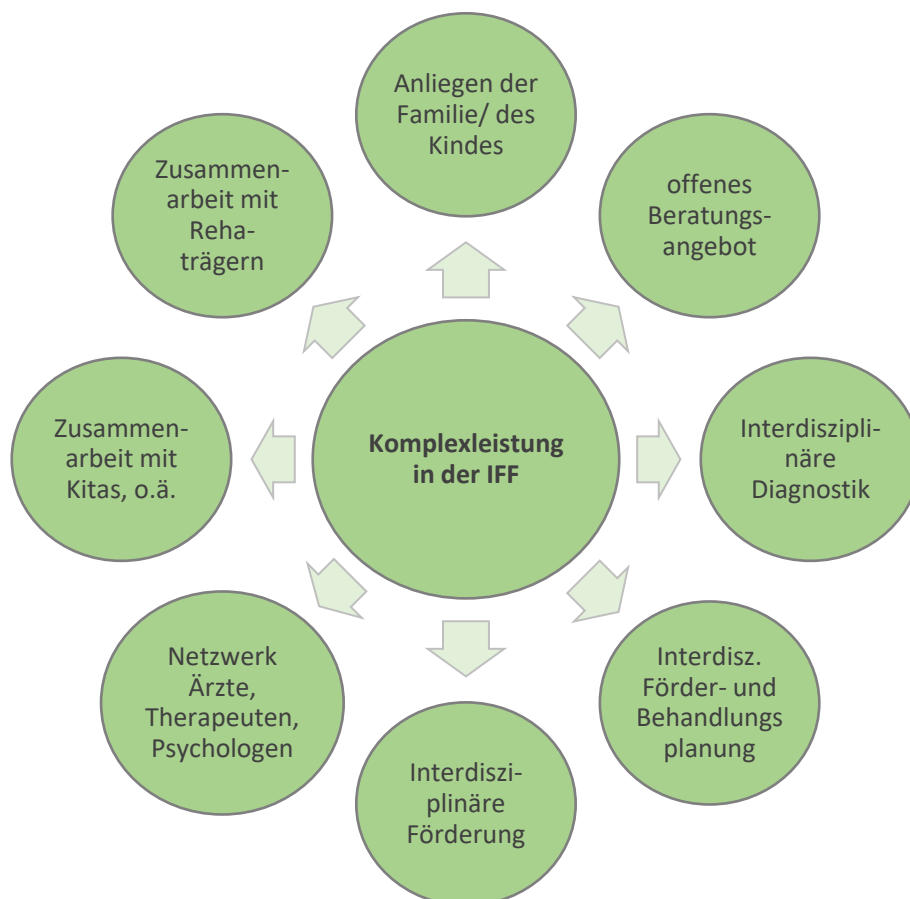 Anliegen der
Familie/ des
Kindes
offenes
Beratungs-
angebot
Interdiszipli-
näre
Diagnostik
Interdisz.
Förder- und
Behandlungs
planung
Interdiszi-
plinäre
Förderung
Netzwerk
Ärzte,
Therapeuten,
Psychologen
Zusammen-
arbeit mit
Kitas, o.ä.
Zusammen-
arbeit mit
Reha-
trägern
Komplexleistung
in der IFF